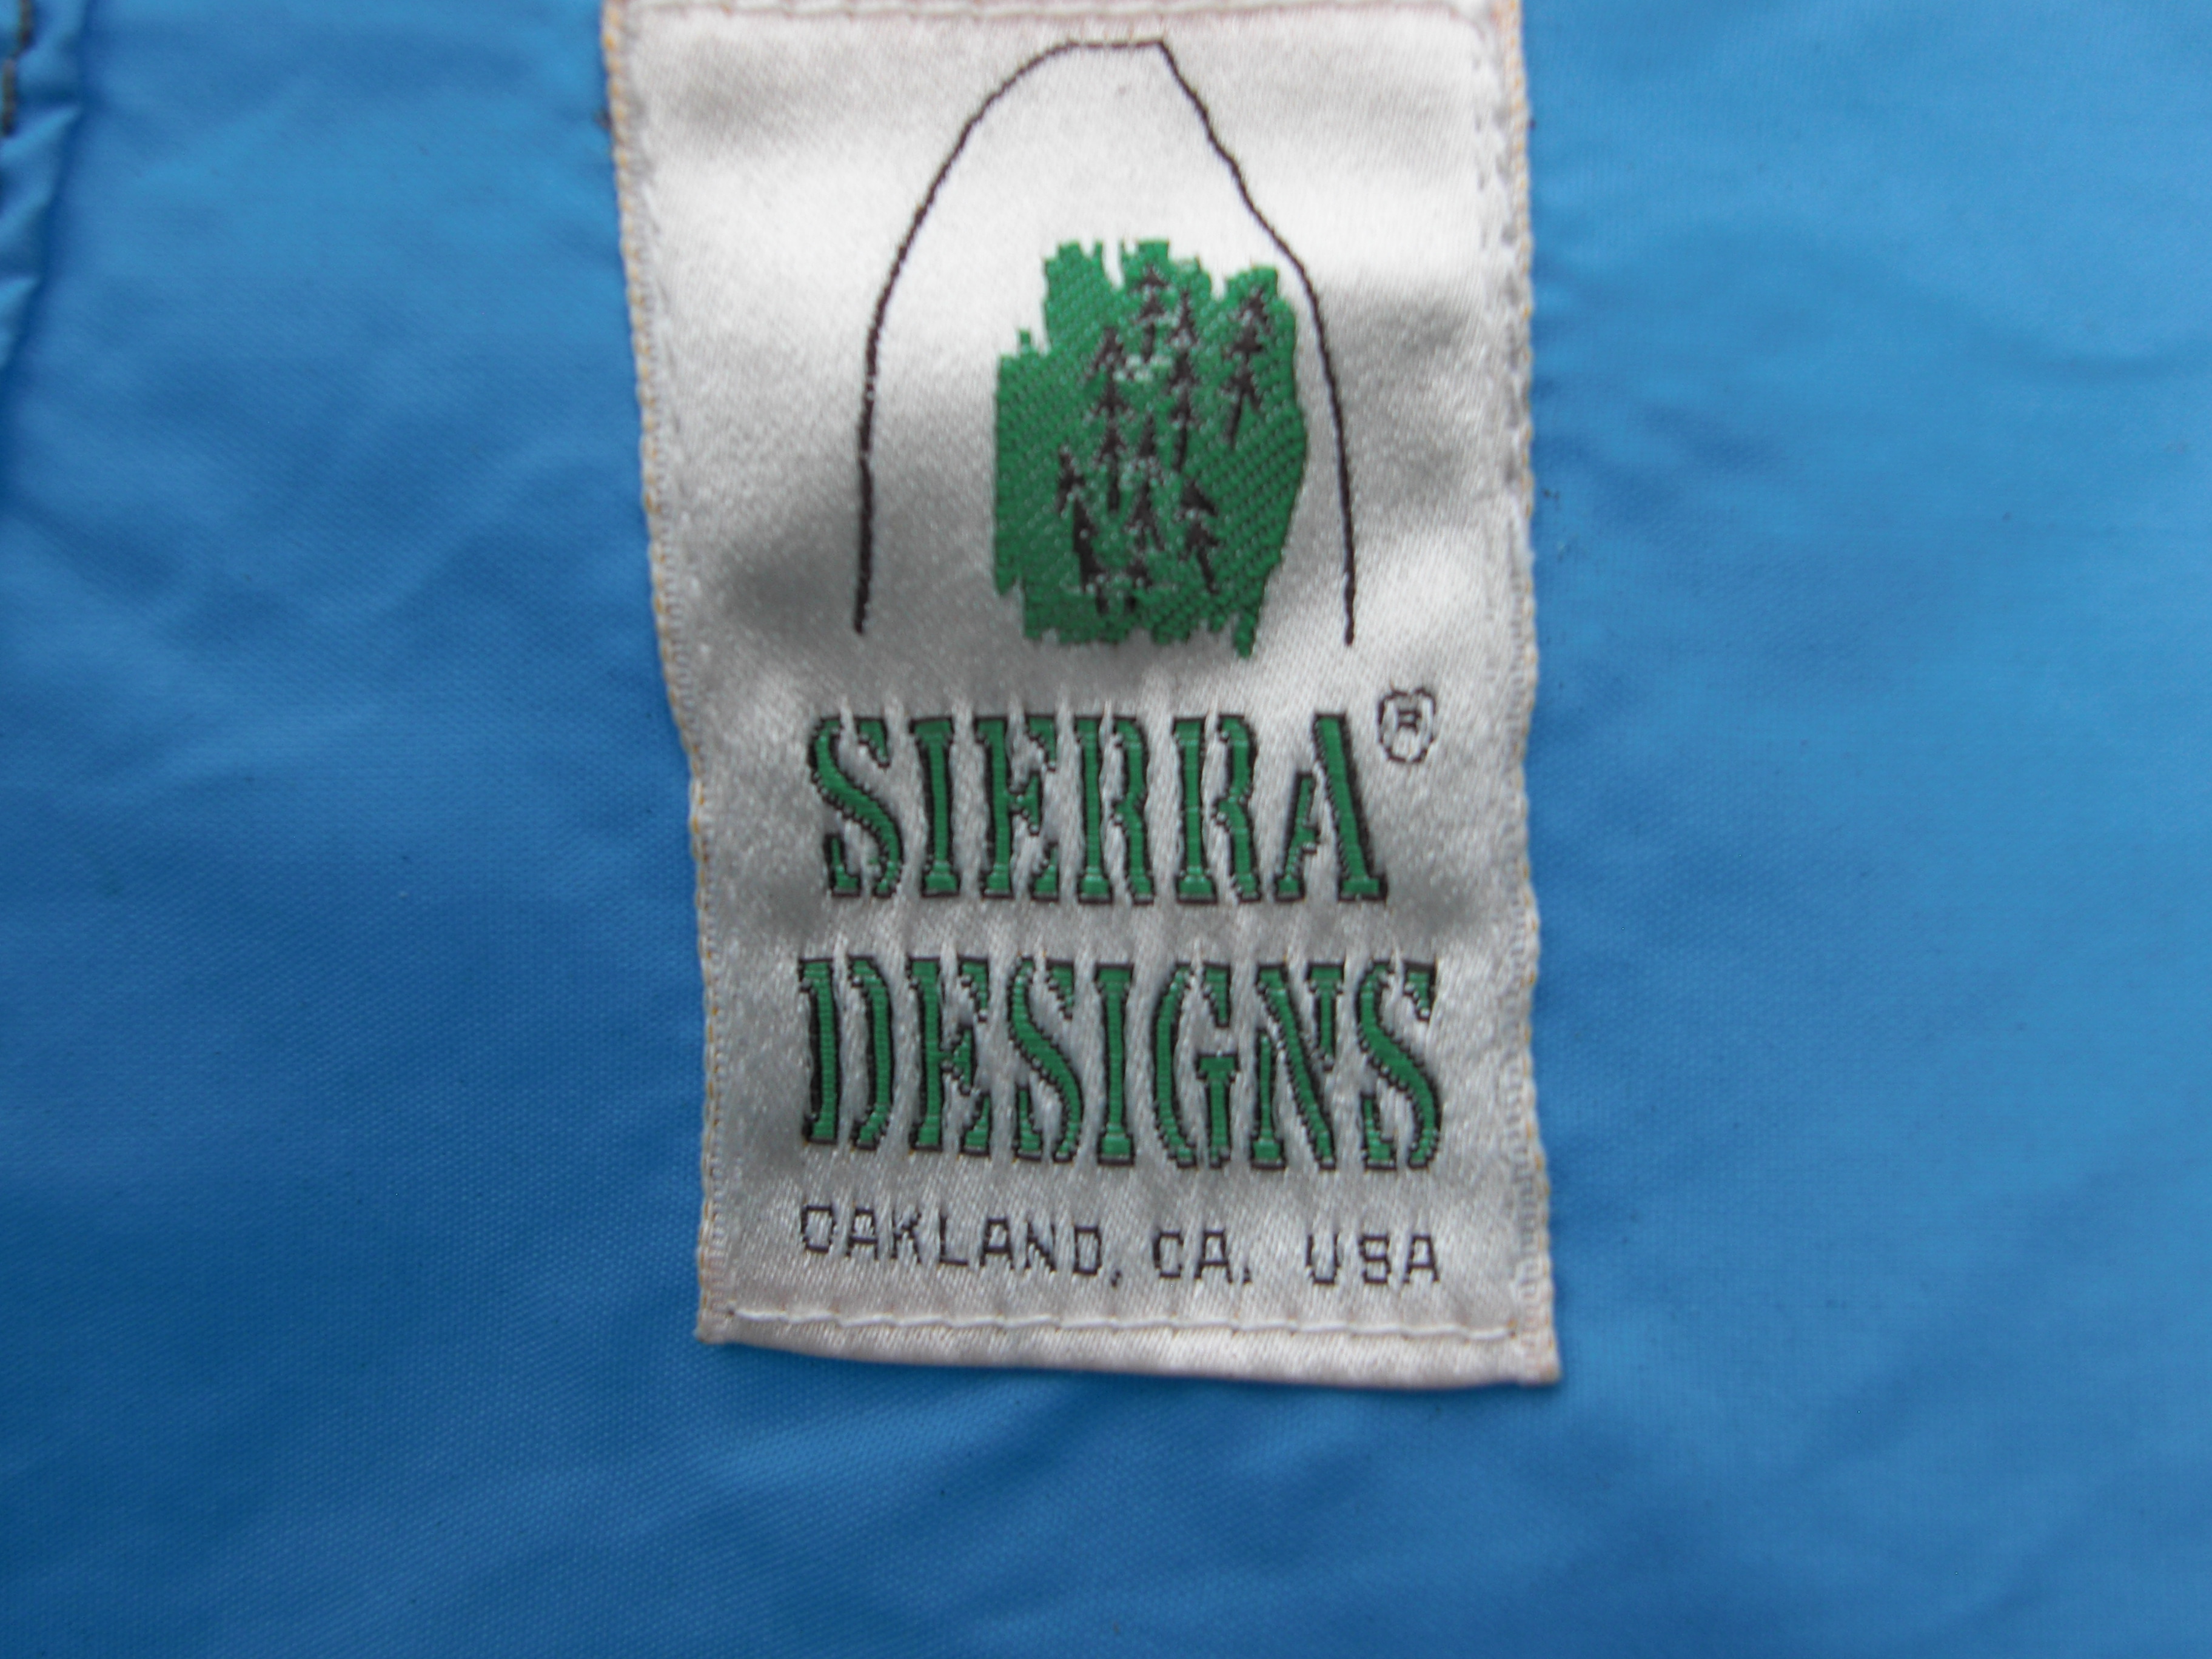 SIERRA®
DESIGNS
OAKLAND, CA. USA